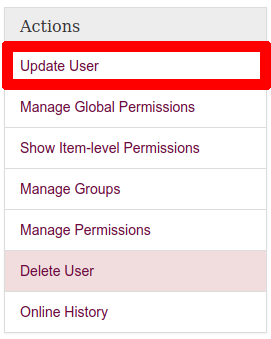 Actions
Update User
Manage Global Permissions
Show Item-level Permissions
Manage Groups
Manage Permissions
Delete User
Online History